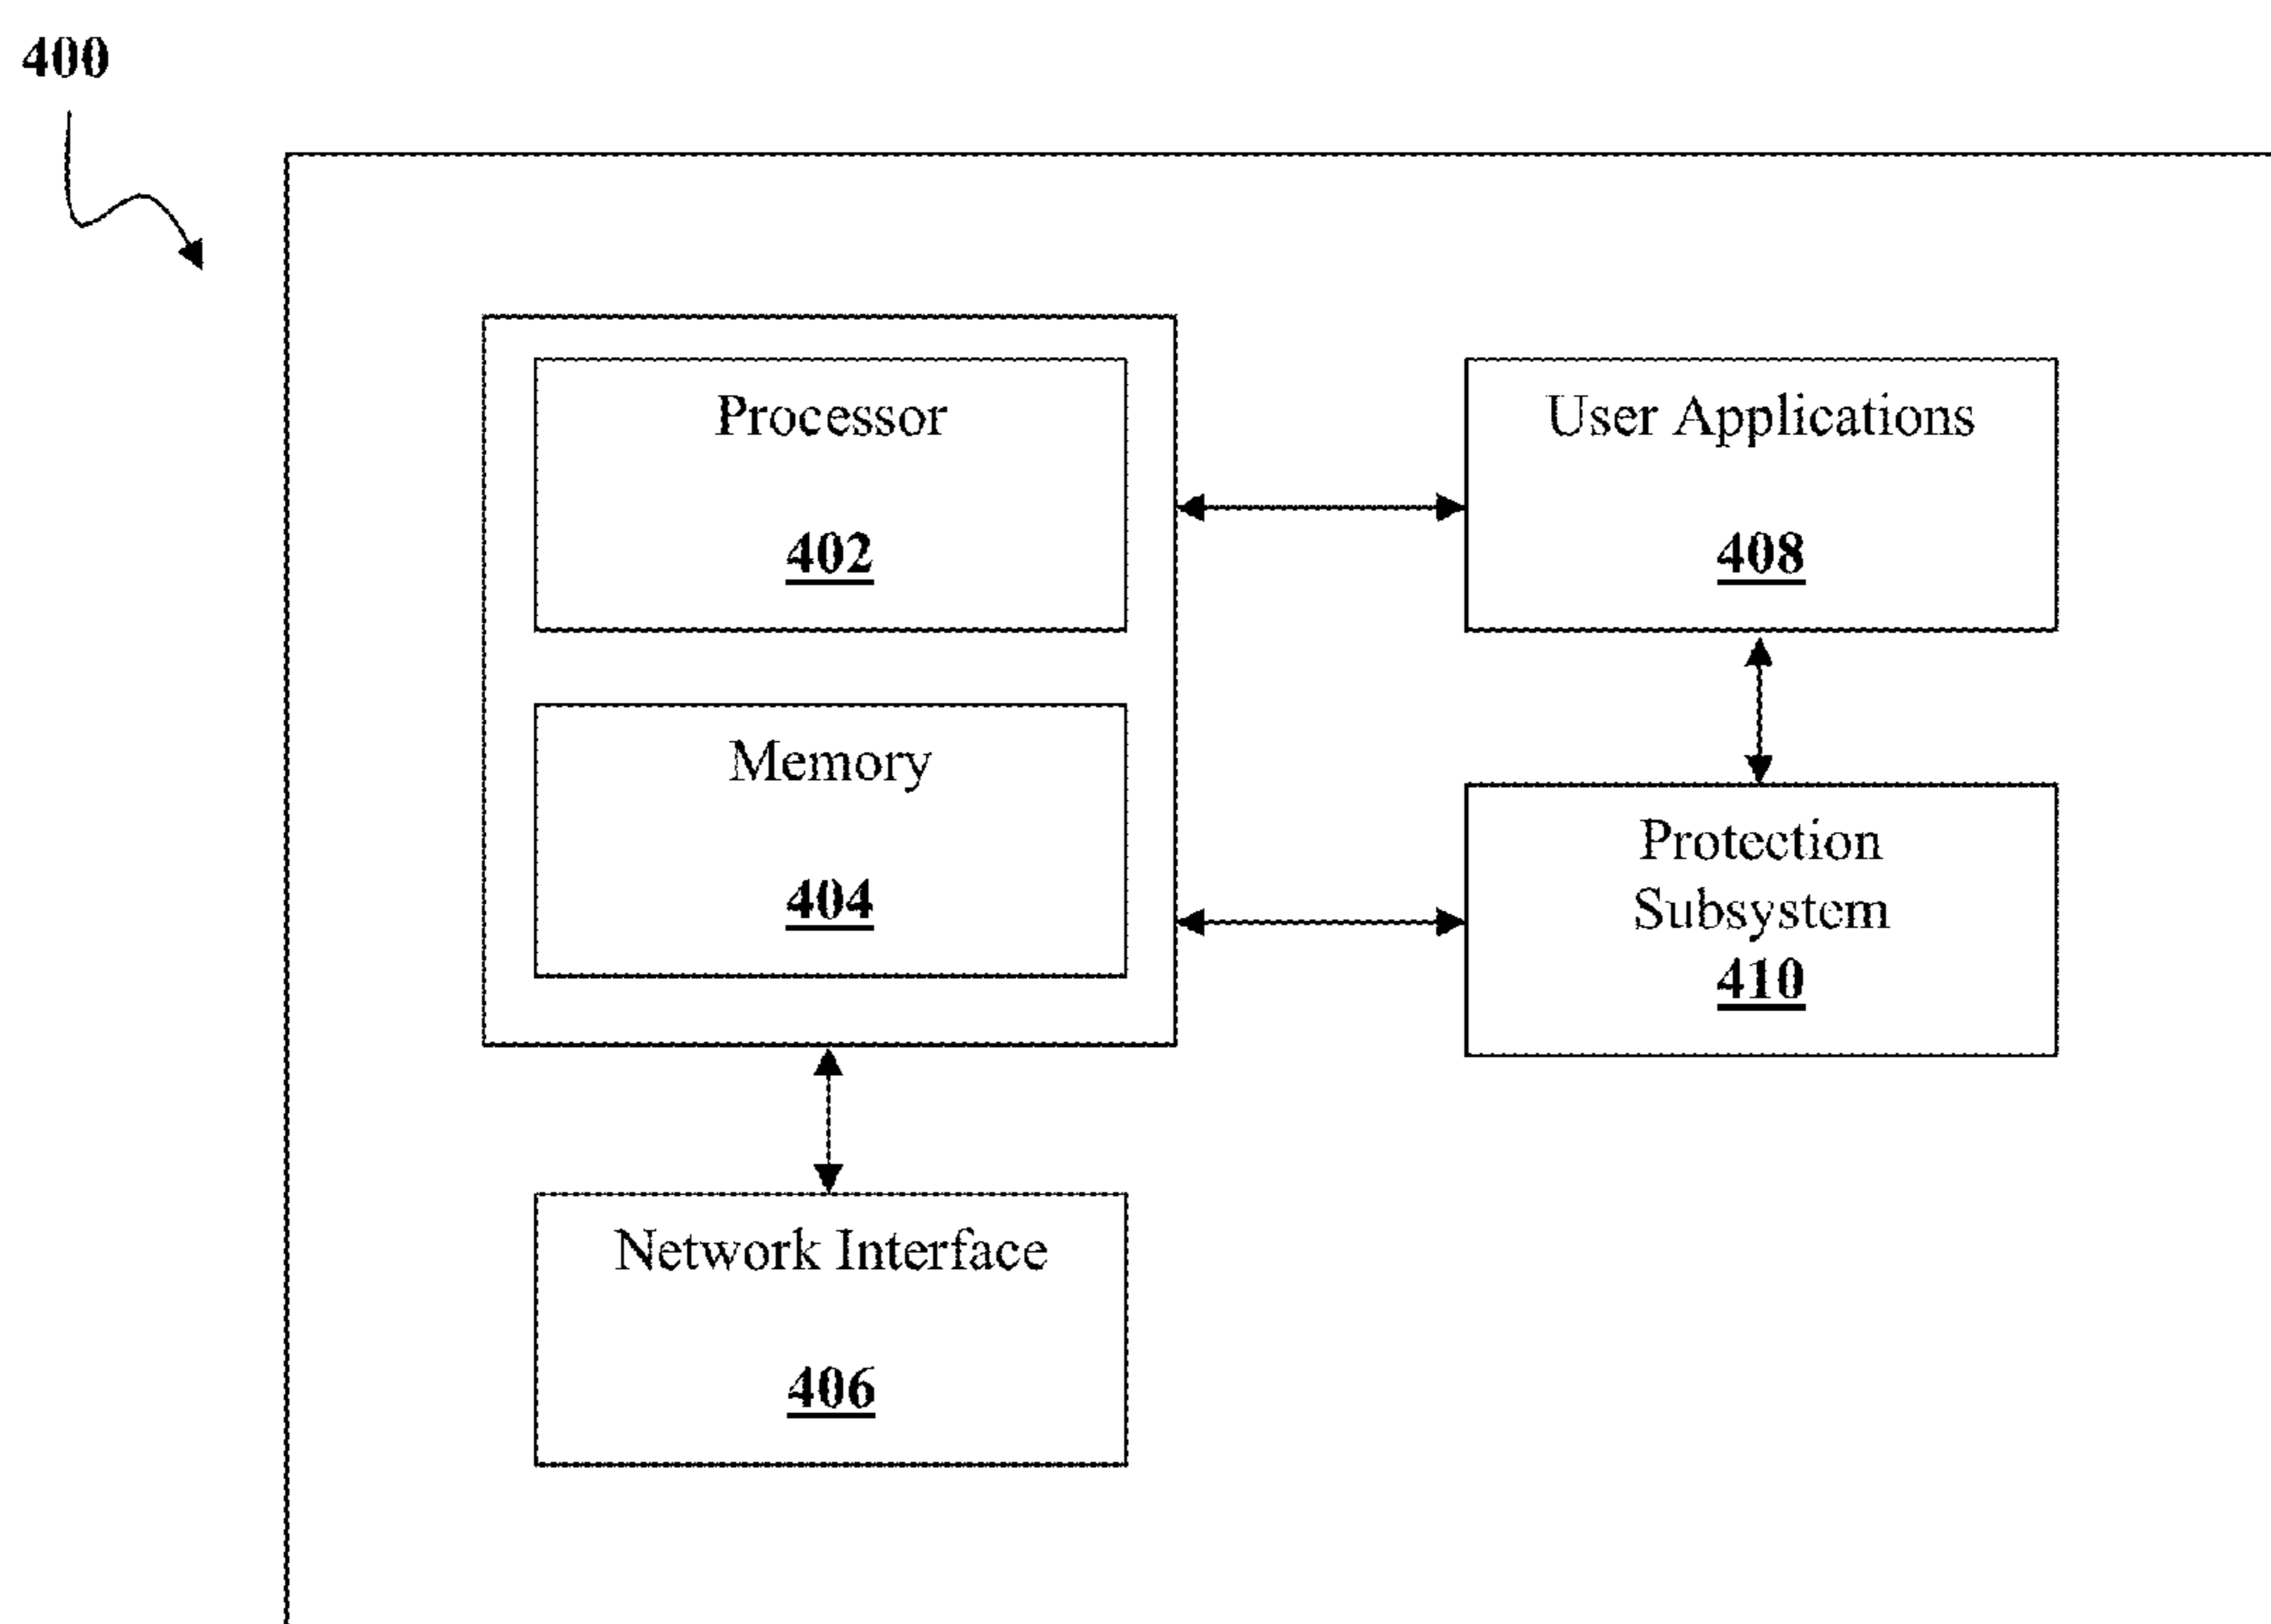 400
Processor
402
User Applications
408
Memory
404
Protection
Subsystem
410
Network Interface
406